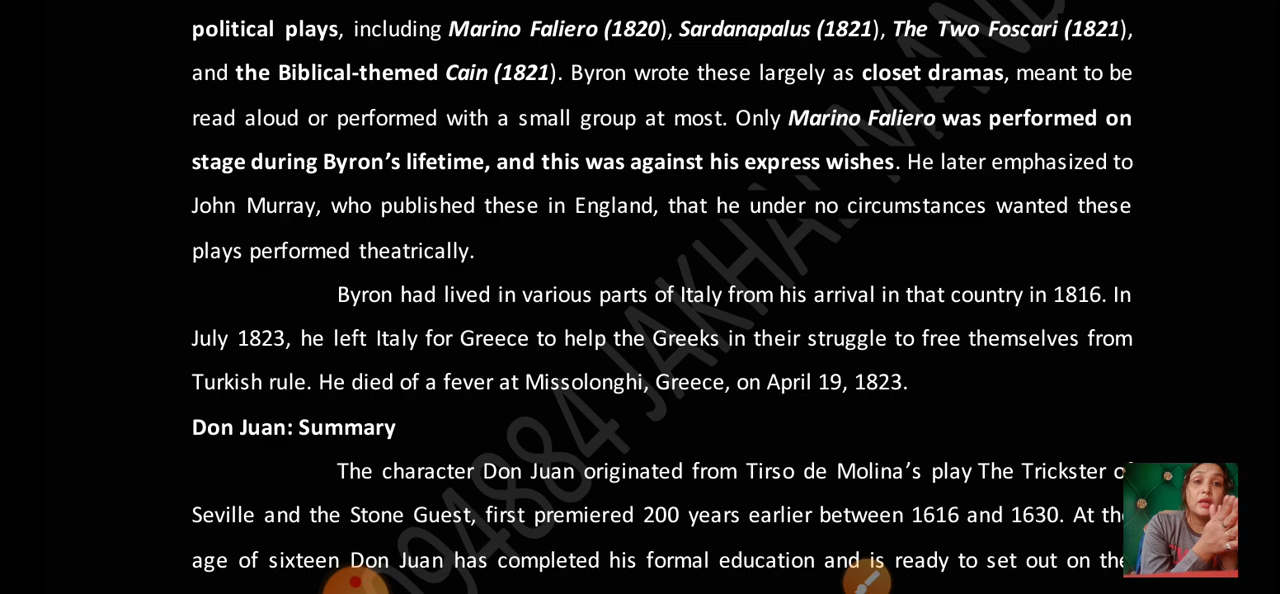 political plays, including Marino Faliero (1820), Sardanapalus (1821), The Two Foscari (1821),
and the Biblical-themed Cain (1821). Byron wrote these largely as closet dramas, meant to be
read aloud or performed with a small group at most. Only Marino Faliero was performed on
stage during Byron’s lifetime, and this was against his express wishes. He later emphasized to
John Murray, who published these in England, that he under no circumstances wanted these
plays performed theatrically.
Byron had lived in various parts of Italy from his arrival in that country in 1816. In
July 1823, he left Italy for Greece to help the Greeks in their struggle to free themselves from
Turkish rule. He died of a fever at Missolonghi, Greece, on April 19, 1823.
Don Juan: Summary
The character Don Juan originated from Tirso de Molina’s play The Trickster of
Seville and the Stone Guest, first premiered 200 years earlier between 1616 and 1630. At the
age of sixteen Don Juan has completed his formal education and is ready to set out on the